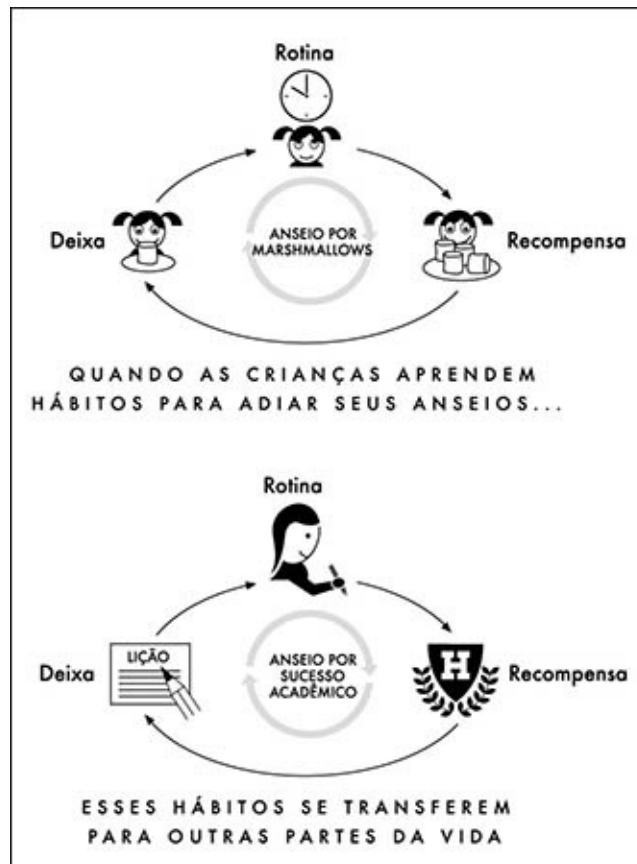 Rotina
Deixa
ANSEIO POR
MARSHMALLOWS
Recompensa
QUANDO AS CRIANÇAS APRENDEM
HÁBITOS PARA ADIAR SEUS ANSEIOS...
Rotina
Deixa
LIÇÃO
ANSEIO POR
SUCESSO
ACADÊMICO
H
Recompensa
ESSES HÁBITOS SE TRANSFEREM
PARA OUTRAS PARTES DA VIDA